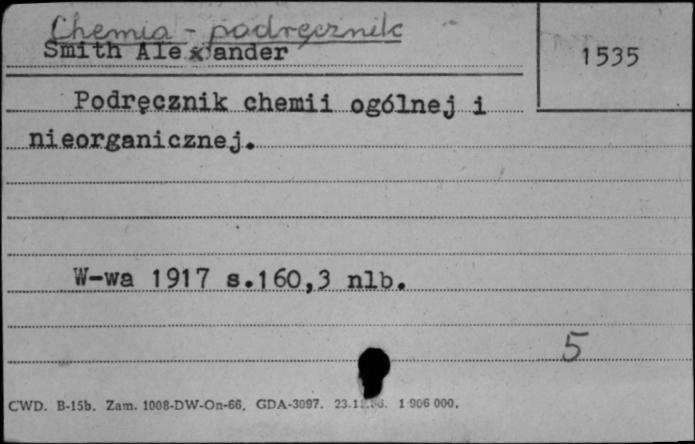 Chemia - podręcznik
Smith Alexander
1535
Podręcznik chemii ogólnej i
nieorganicznej.
W-wa 1917 s.160,3 nlb.
5
CWD. B-15b. Zam. 1008-DW-On-66. GDA-3097. 1 906 000.